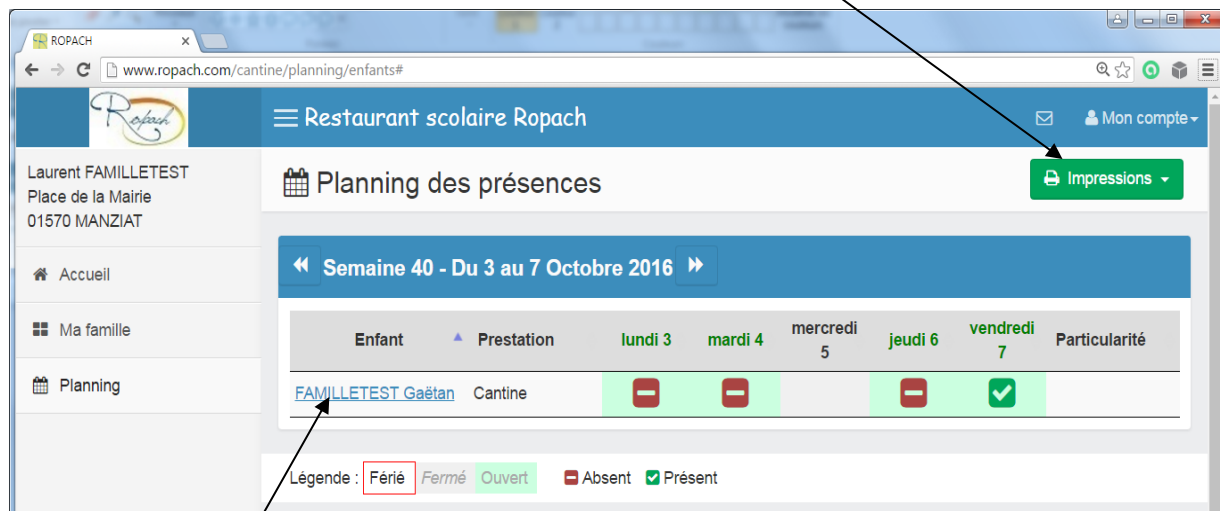 ROPACH
www.ropach.com/cantine/planning/enfants#
Ropach
Restaurant scolaire Ropach
Mon compte
Laurent FAMILLETEST
Place de la Mairie
01570 MANZIAT
Planning des présences
Impressions
Accueil
Ma famille
Planning
Semaine 40 - Du 3 au 7 Octobre 2016
Enfant Prestation lundi 3 mardi 4 mercredi 5 jeudi 6 vendredi 7 Particularité
FAMILLETEST Gaëtan Cantine
Légende : Férié Fermé Ouvert Absent Présent